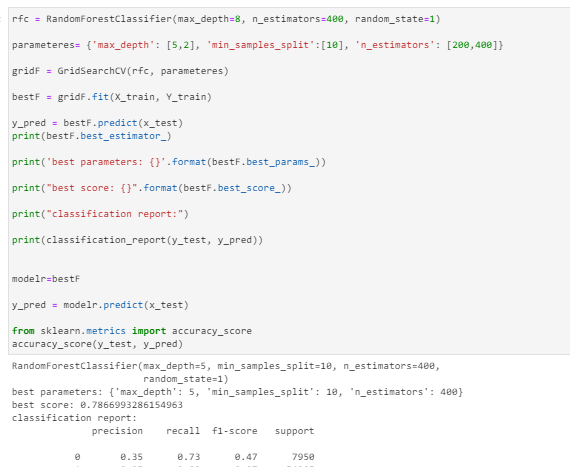 rfc = RandomForestClassifier(max_depth=8, n_estimators=400, random_state=1)
parameteres= {'max_depth': [5,2], 'min_samples_split':[10], 'n_estimators': [200,400]}
gridF = GridSearchCV(rfc, parameteres)
bestF = gridF.fit(X_train, Y_train)
y_pred = bestF.predict(x_test)
print(bestF.best_estimator_)
print('best parameters: {}'.format(bestF.best_params_))
print("best score: {}".format(bestF.best_score_))
print("classification report:")
print(classification_report(y_test, y_pred))
modelr=bestF
y_pred = modelr.predict(x_test)
from sklearn.metrics import accuracy_score
accuracy_score(y_test, y_pred)
RandomForestClassifier(max_depth=5, min_samples_split=10, n_estimators=400,
random_state=1)
best parameters: {'max_depth': 5, 'min_samples_split': 10, 'n_estimators': 400}
best score: 0.7866993286154963
classification report:
precision recall f1-score support
0 0.35 0.73 0.47 7950